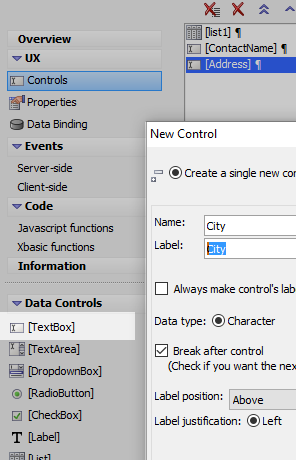 Overview
UX
Controls
Properties
Data Binding
Events
Server-side
Client-side
Code
Javascript functions
Xbasic functions
Information
Data Controls
[TextBox]
[TextArea]
[DropdownBox]
[RadioButton]
[CheckBox]
T [Label]
[List]
[list1] ¶
[ContactName] ¶
[Address] ¶
New Control
Create a single new con
Name: City
Label: City
Always make control's labe
Data type: Character
Break after control
(Check if you want the nex
Label position: Above
Label justification: Left